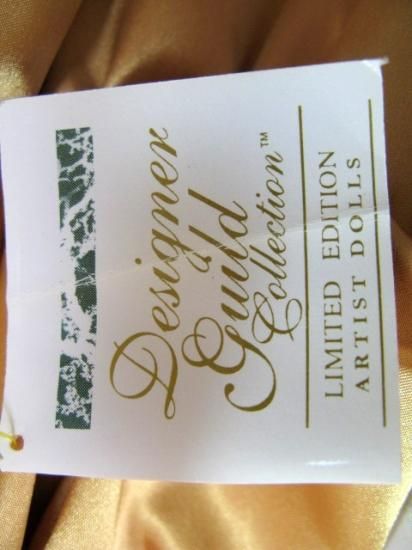 Designer
Guild
Collection™
LIMITED EDITION
ARTIST DOLLS